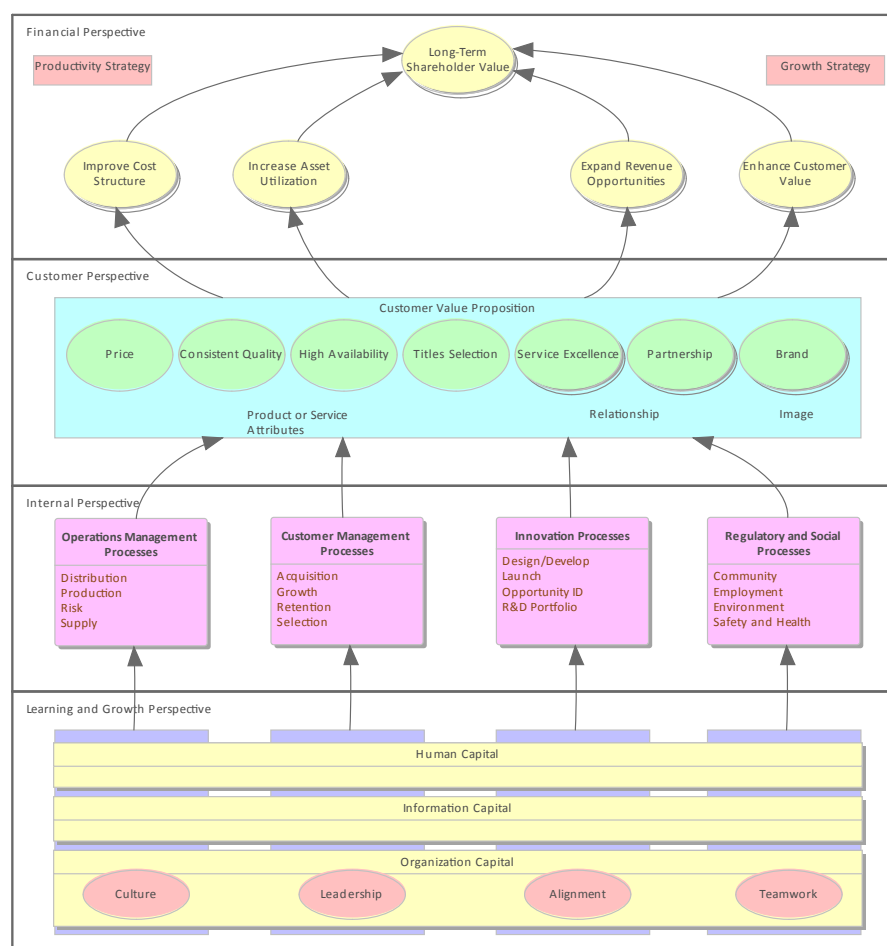 Financial Perspective
Long-Term
Shareholder Value
Productivity Strategy
Growth Strategy
Improve Cost
Structure
Increase Asset
Utilization
Expand Revenue
Opportunities
Enhance Customer
Value
Customer Perspective
Customer Value Proposition
Price
Consistent Quality
High Availability
Titles Selection
Service Excellence
Partnership
Brand
Product or Service
Attributes
Relationship
Image
Internal Perspective
Operations Management
Processes
Distribution
Production
Risk
Supply
Customer Management
Processes
Acquisition
Growth
Retention
Selection
Innovation Processes
Design/Develop
Launch
Opportunity ID
R&D Portfolio
Regulatory and Social
Processes
Community
Employment
Environment
Safety and Health
Learning and Growth Perspective
Human Capital
Information Capital
Organization Capital
Culture
Leadership
Alignment
Teamwork